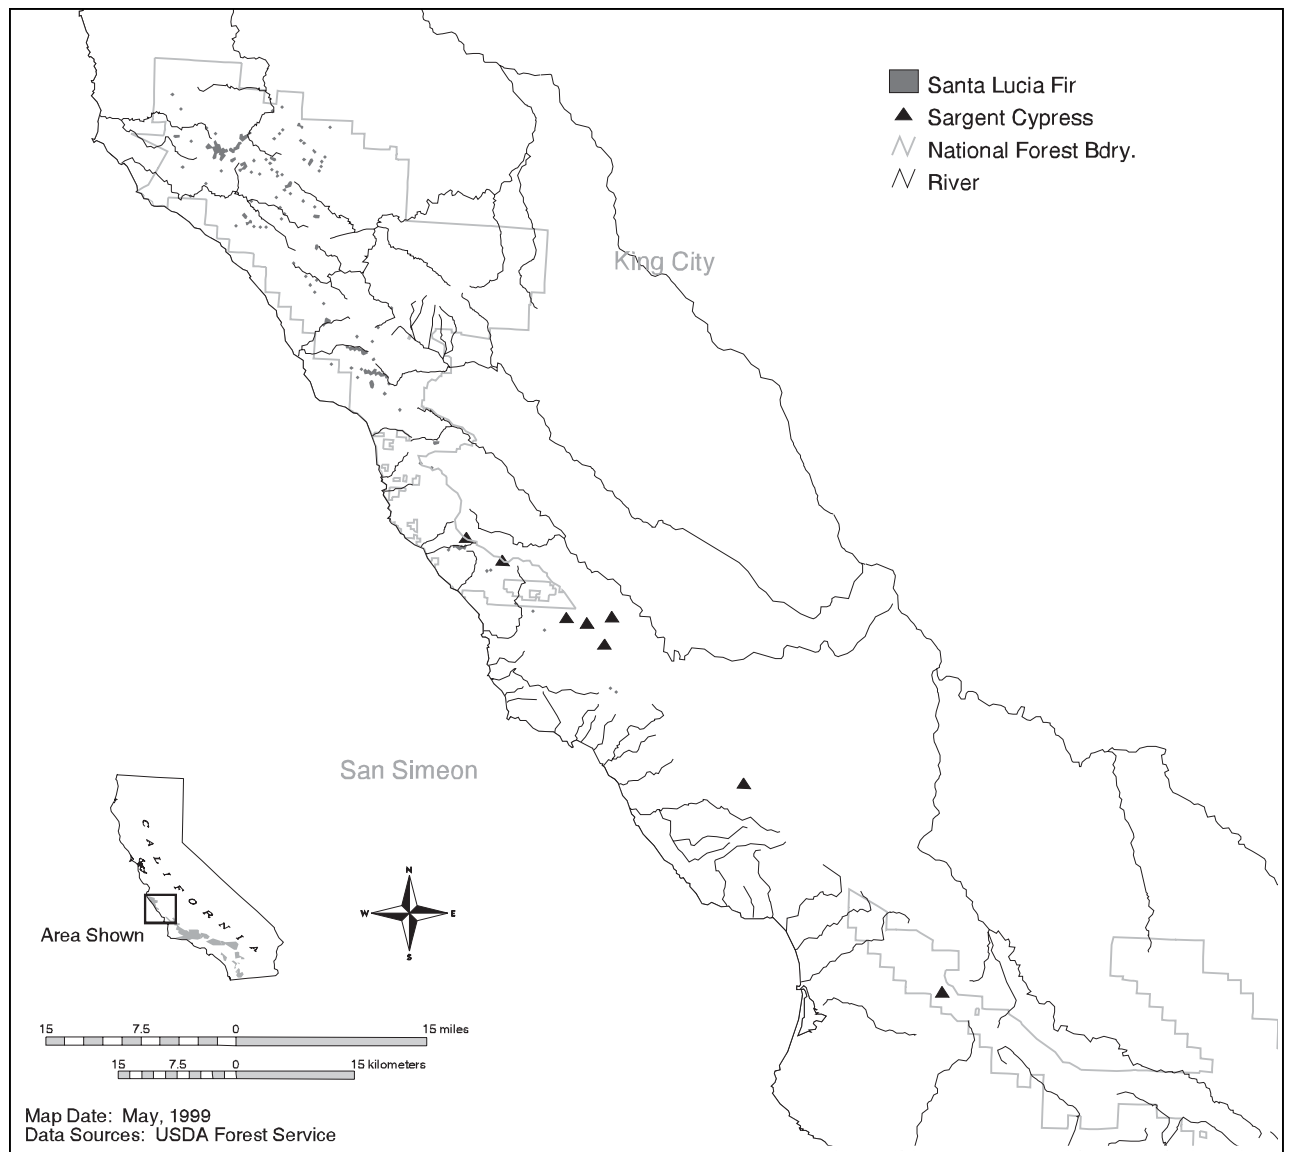 Santa Lucia Fir
Sargent Cypress
National Forest Bdry.
River
King City
San Simeon
CALIFORNIA
Area Shown
N
W E
S
15 7.5 0 15 miles
15 7.5 0 15 kilometers
Map Date: May, 1999
Data Sources: USDA Forest Service